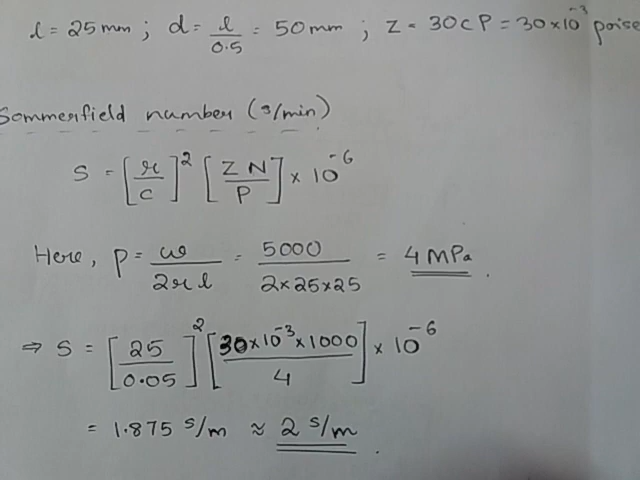 l = 25 mm ; d = l/0.5 = 50 mm ; Z = 30 CP = 30×10⁻³ poise
Sommerfield number (s/min)
S = [r/c]² [ZN/P] × 10⁻⁶
Here, P = w/2rl = 5000/2×25×25 = 4 MPa.
⇒ S = [25/0.05]² [30×10⁻³×1000/4] × 10⁻⁶
= 1.875 s/m ≈ 2 s/m.